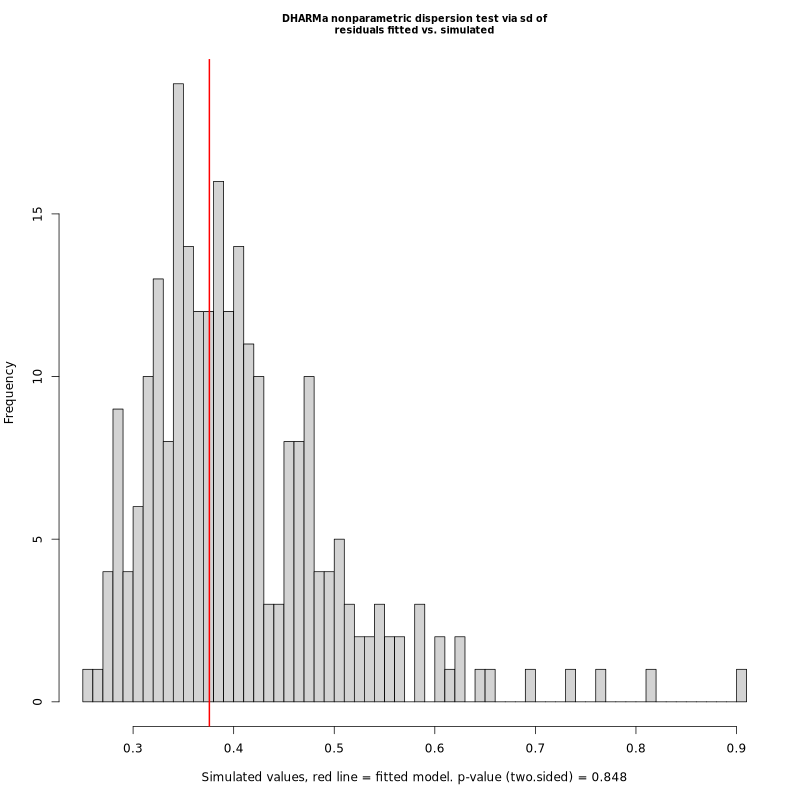 DHARMa nonparametric dispersion test via sd of
residuals fitted vs. simulated
Frequency
15
10
5
0
0.3 0.4 0.5 0.6 0.7 0.8 0.9
Simulated values, red line = fitted model. p-value (two.sided) = 0.848